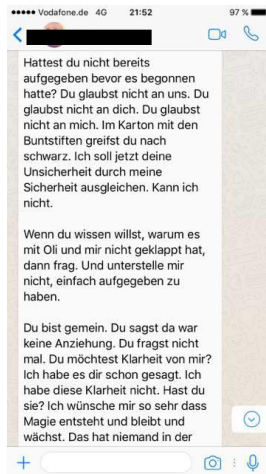 Vodafone.de 4G 21:52 97 %
Hattest du nicht bereits
aufgegeben bevor es begonnen
hatte? Du glaubst nicht an uns. Du
glaubst nicht an dich. Du glaubst
nicht an mich. Im Karton mit den
Buntstiften greifst du nach
schwarz. Ich soll jetzt deine
Unsicherheit durch meine
Sicherheit ausgleichen. Kann ich
nicht.
Wenn du wissen willst, warum es
mit Oli und mir nicht geklappt hat,
dann frag. Und unterstelle mir
nicht, einfach aufgegeben zu
haben.
Du bist gemein. Du sagst da war
keine Anziehung. Du fragst nicht
mal. Du möchtest Klarheit von mir?
Ich habe es dir schon gesagt. Ich
habe diese Klarheit nicht. Hast du
sie? Ich wünsche mir so sehr dass
Magie entsteht und bleibt und
wächst. Das hat niemand in der